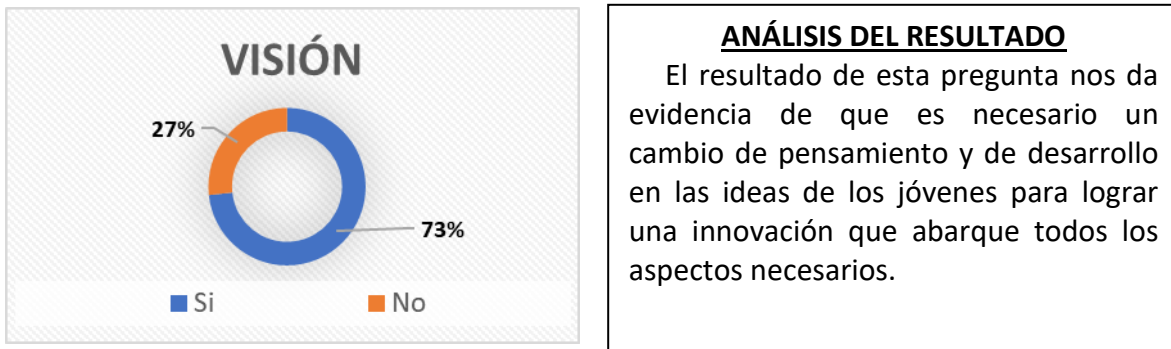 VISIÓN
27%
73%
Si
No
ANÁLISIS DEL RESULTADO
El resultado de esta pregunta nos da
evidencia de que es necesario un
cambio de pensamiento y de desarrollo
en las ideas de los jóvenes para lograr
una innovación que abarque todos los
aspectos necesarios.